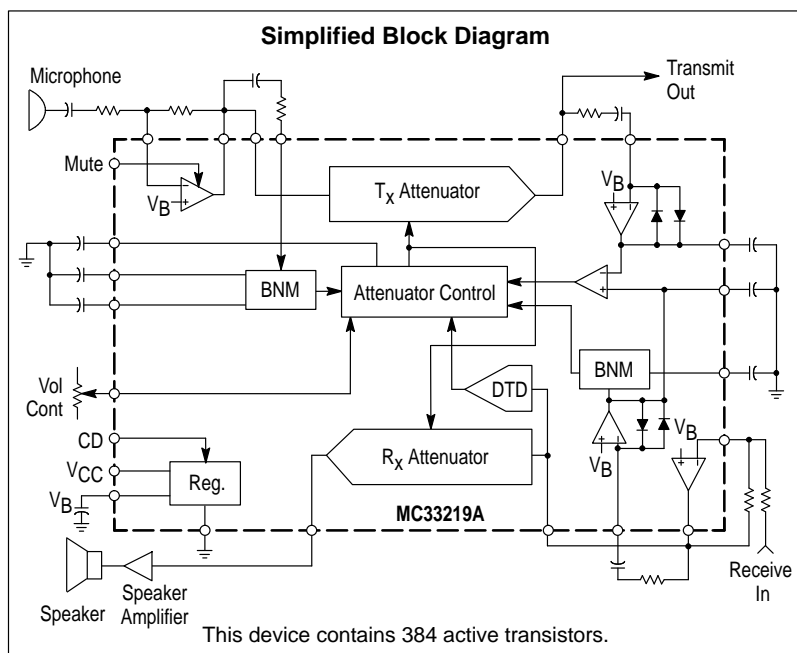 Simplified Block Diagram
Microphone
Transmit
Out
Mute
VB
TX Attenuator
VB
BNM
Attenuator Control
BNM
Vol
Cont
DTD
CD
VCC
VB
Reg.
RX Attenuator
VB
VB
MC33219A
Speaker
Speaker
Amplifier
Receive
In
This device contains 384 active transistors.